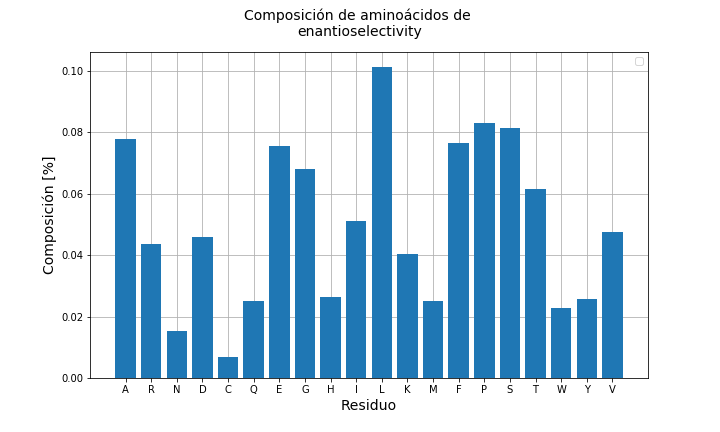 Composición de aminoácidos de
enantioselectivity
Composición [%]
0.10
0.08
0.06
0.04
0.02
0.00
A R N D C Q E G H I L K M F P S T W Y V
Residuo